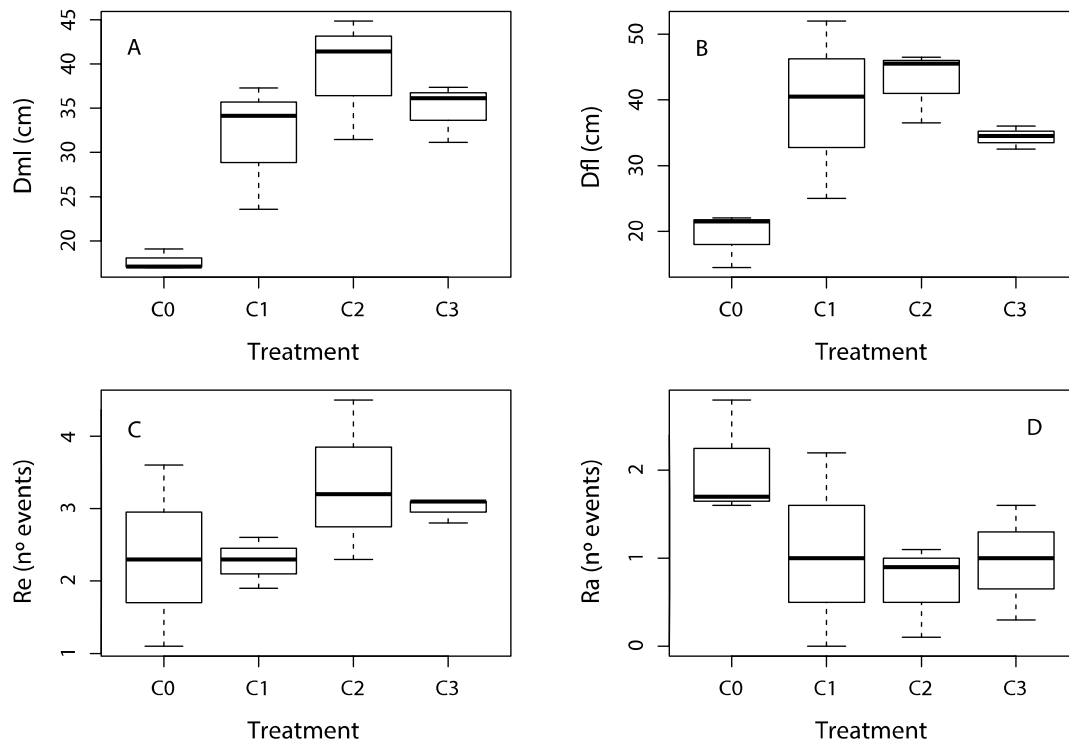 A
Dml (cm)
45
40
35
30
25
20
C0 C1 C2 C3
Treatment
B
Dfl (cm)
50
40
30
20
C0 C1 C2 C3
Treatment
C
Re (nº events)
4
3
2
1
C0 C1 C2 C3
Treatment
D
Ra (nº events)
2
1
0
C0 C1 C2 C3
Treatment